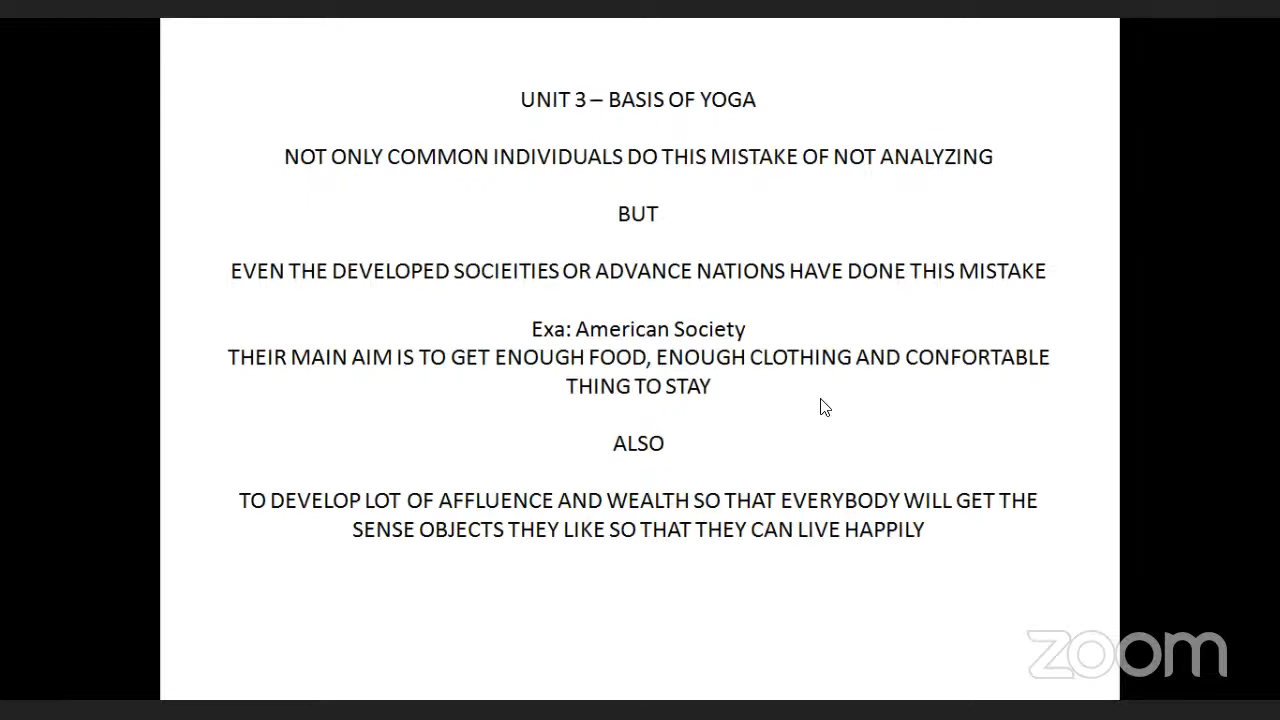 UNIT 3 – BASIS OF YOGA
NOT ONLY COMMON INDIVIDUALS DO THIS MISTAKE OF NOT ANALYZING
BUT
EVEN THE DEVELOPED SOCIEITIES OR ADVANCE NATIONS HAVE DONE THIS MISTAKE
Exa: American Society
THEIR MAIN AIM IS TO GET ENOUGH FOOD, ENOUGH CLOTHING AND CONFORTABLE
THING TO STAY
ALSO
TO DEVELOP LOT OF AFFLUENCE AND WEALTH SO THAT EVERYBODY WILL GET THE
SENSE OBJECTS THEY LIKE SO THAT THEY CAN LIVE HAPPILY
zoom